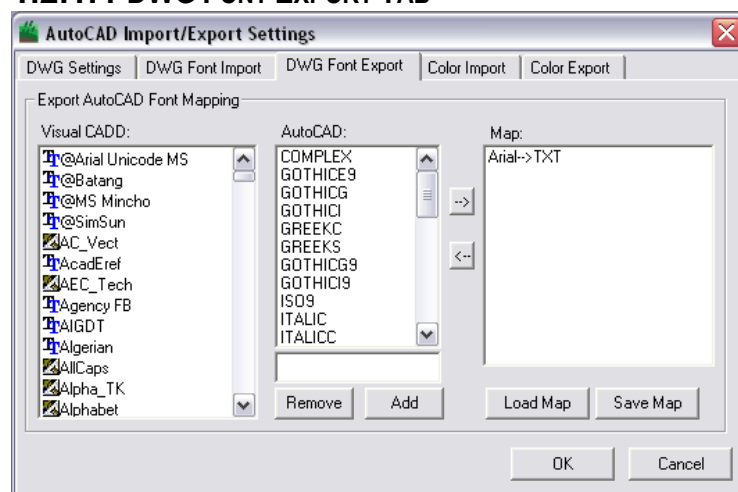 AutoCAD Import/Export Settings
DWG Settings
DWG Font Import
DWG Font Export
Color Import
Color Export
Export AutoCAD Font Mapping
Visual CADD:
@Arial Unicode MS
@Batang
@MS Mincho
@SimSun
AC_Vect
AcadEref
AEC_Tech
Agency FB
AIGDT
Algerian
AllCaps
Alpha_TK
Alphabet
AutoCAD:
COMPLEX
GOTHICE9
GOTHICG
GOTHICI
GREEKC
GREEKS
GOTHICG9
GOTHICI9
ISO9
ITALIC
ITALICC
Remove
Add
-->
<--
Map:
Arial-->TXT
Load Map
Save Map
OK
Cancel